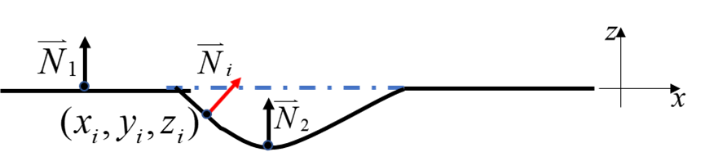 z
N⃗₁
N⃗ᵢ
x
(xᵢ, yᵢ, zᵢ)
N⃗₂